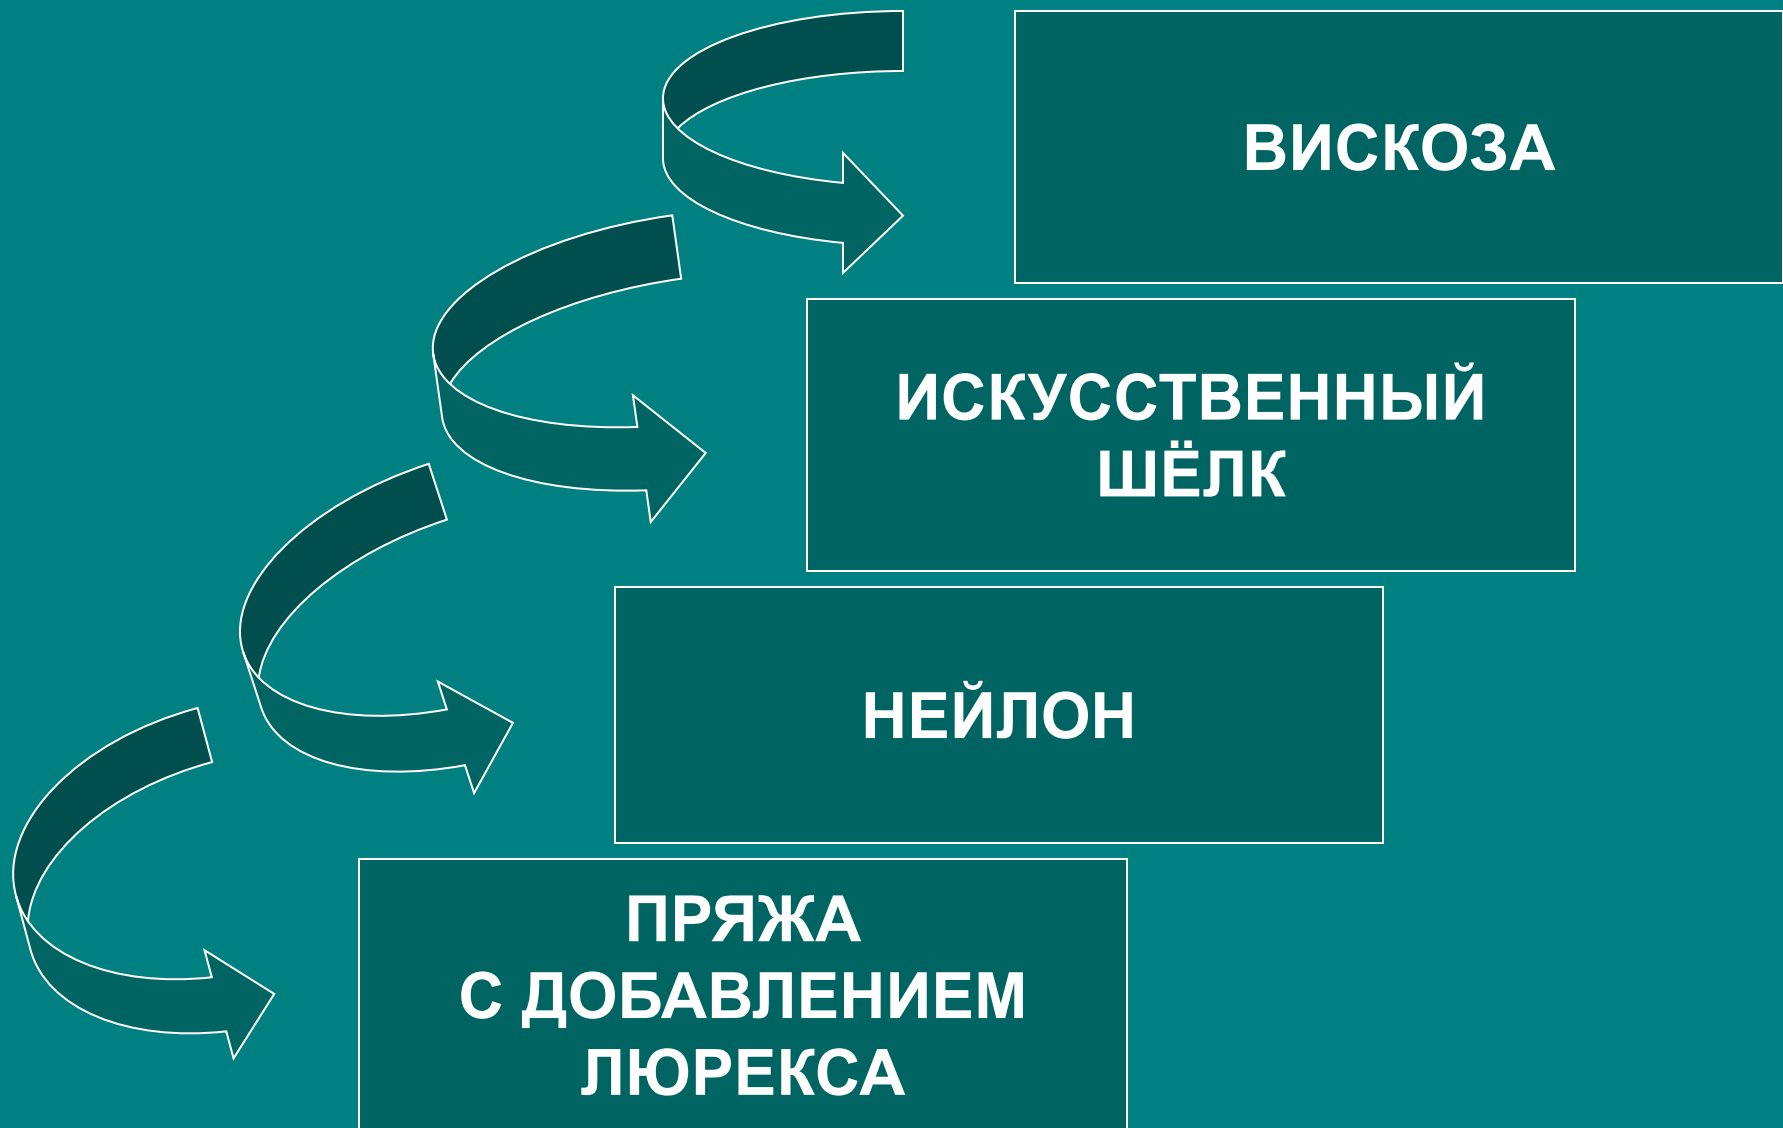 ВИСКОЗА
ИСКУССТВЕННЫЙ
ШЁЛК
НЕЙЛОН
ПРЯЖА
С ДОБАВЛЕНИЕМ
ЛЮРЕКСА